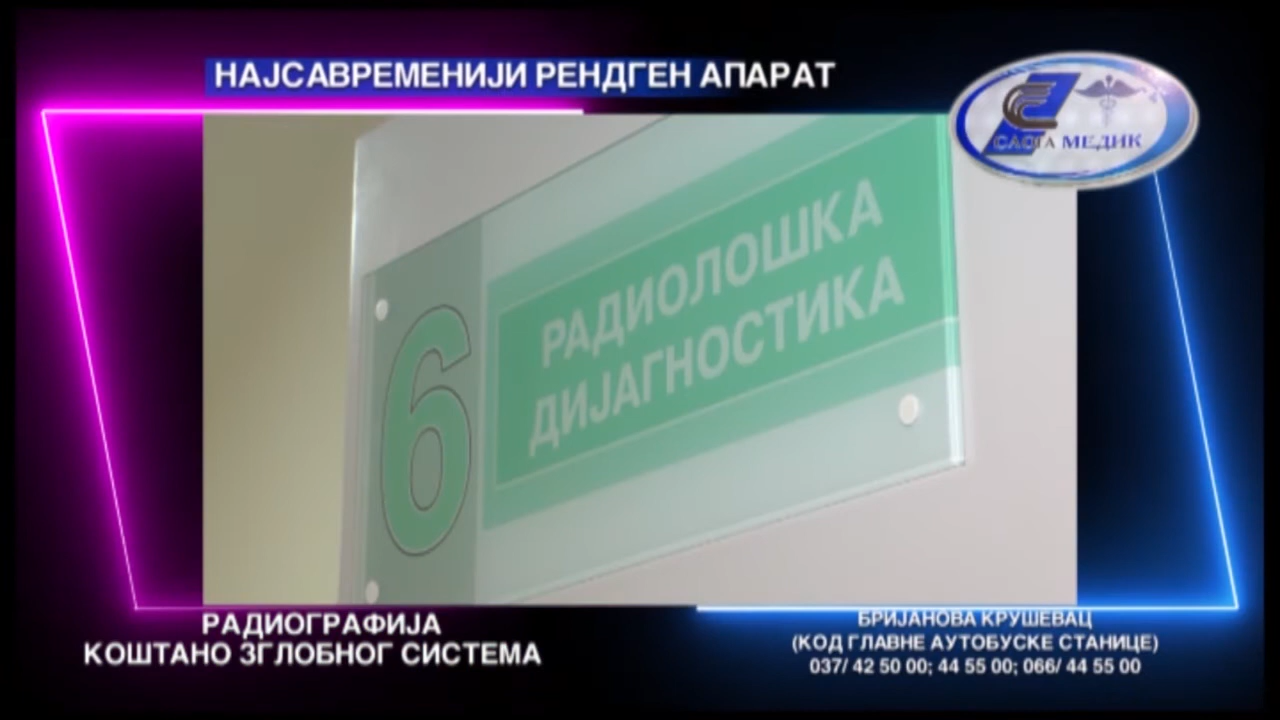 НАЈСАВРЕМЕНИЈИ РЕНДГЕН АПАРАТ
СЛОГА МЕДИК
6
РАДИОЛОШКА
ДИЈАГНОСТИКА
РАДИОГРАФИЈА
КОШТАНО ЗГЛОБНОГ СИСТЕМА
БРИЈАНОВА КРУШЕВАЦ
(КОД ГЛАВНЕ АУТОБУСКЕ СТАНИЦЕ)
037/ 42 50 00; 44 55 00; 066/ 44 55 00